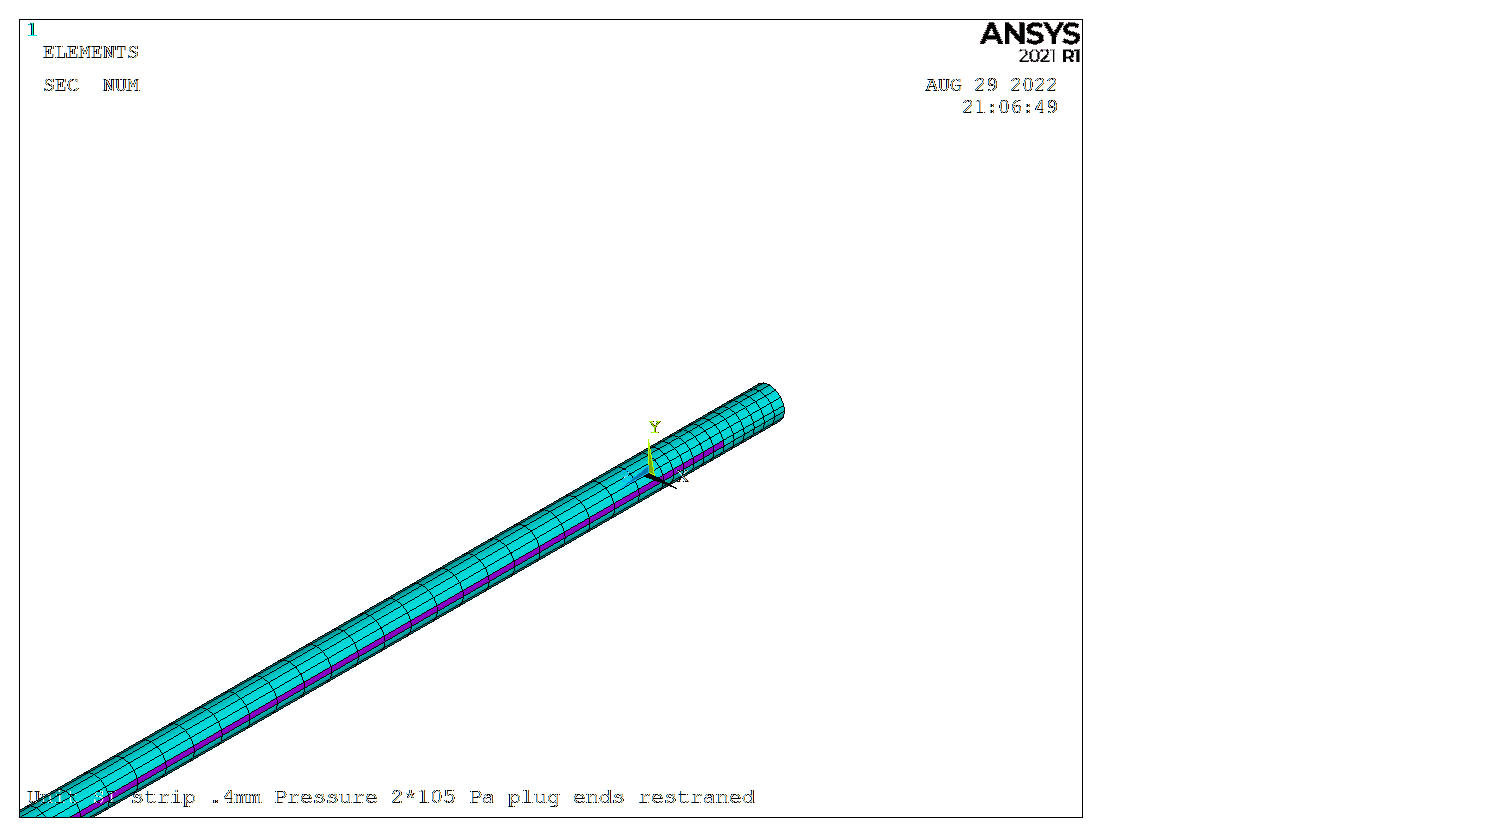 1
ELEMENTS
SEC NUM
ANSYS
2021 R1
AUG 29 2022
21:06:49
Y
X
Unit strip .4mm Pressure 2*105 Pa plug ends restraned